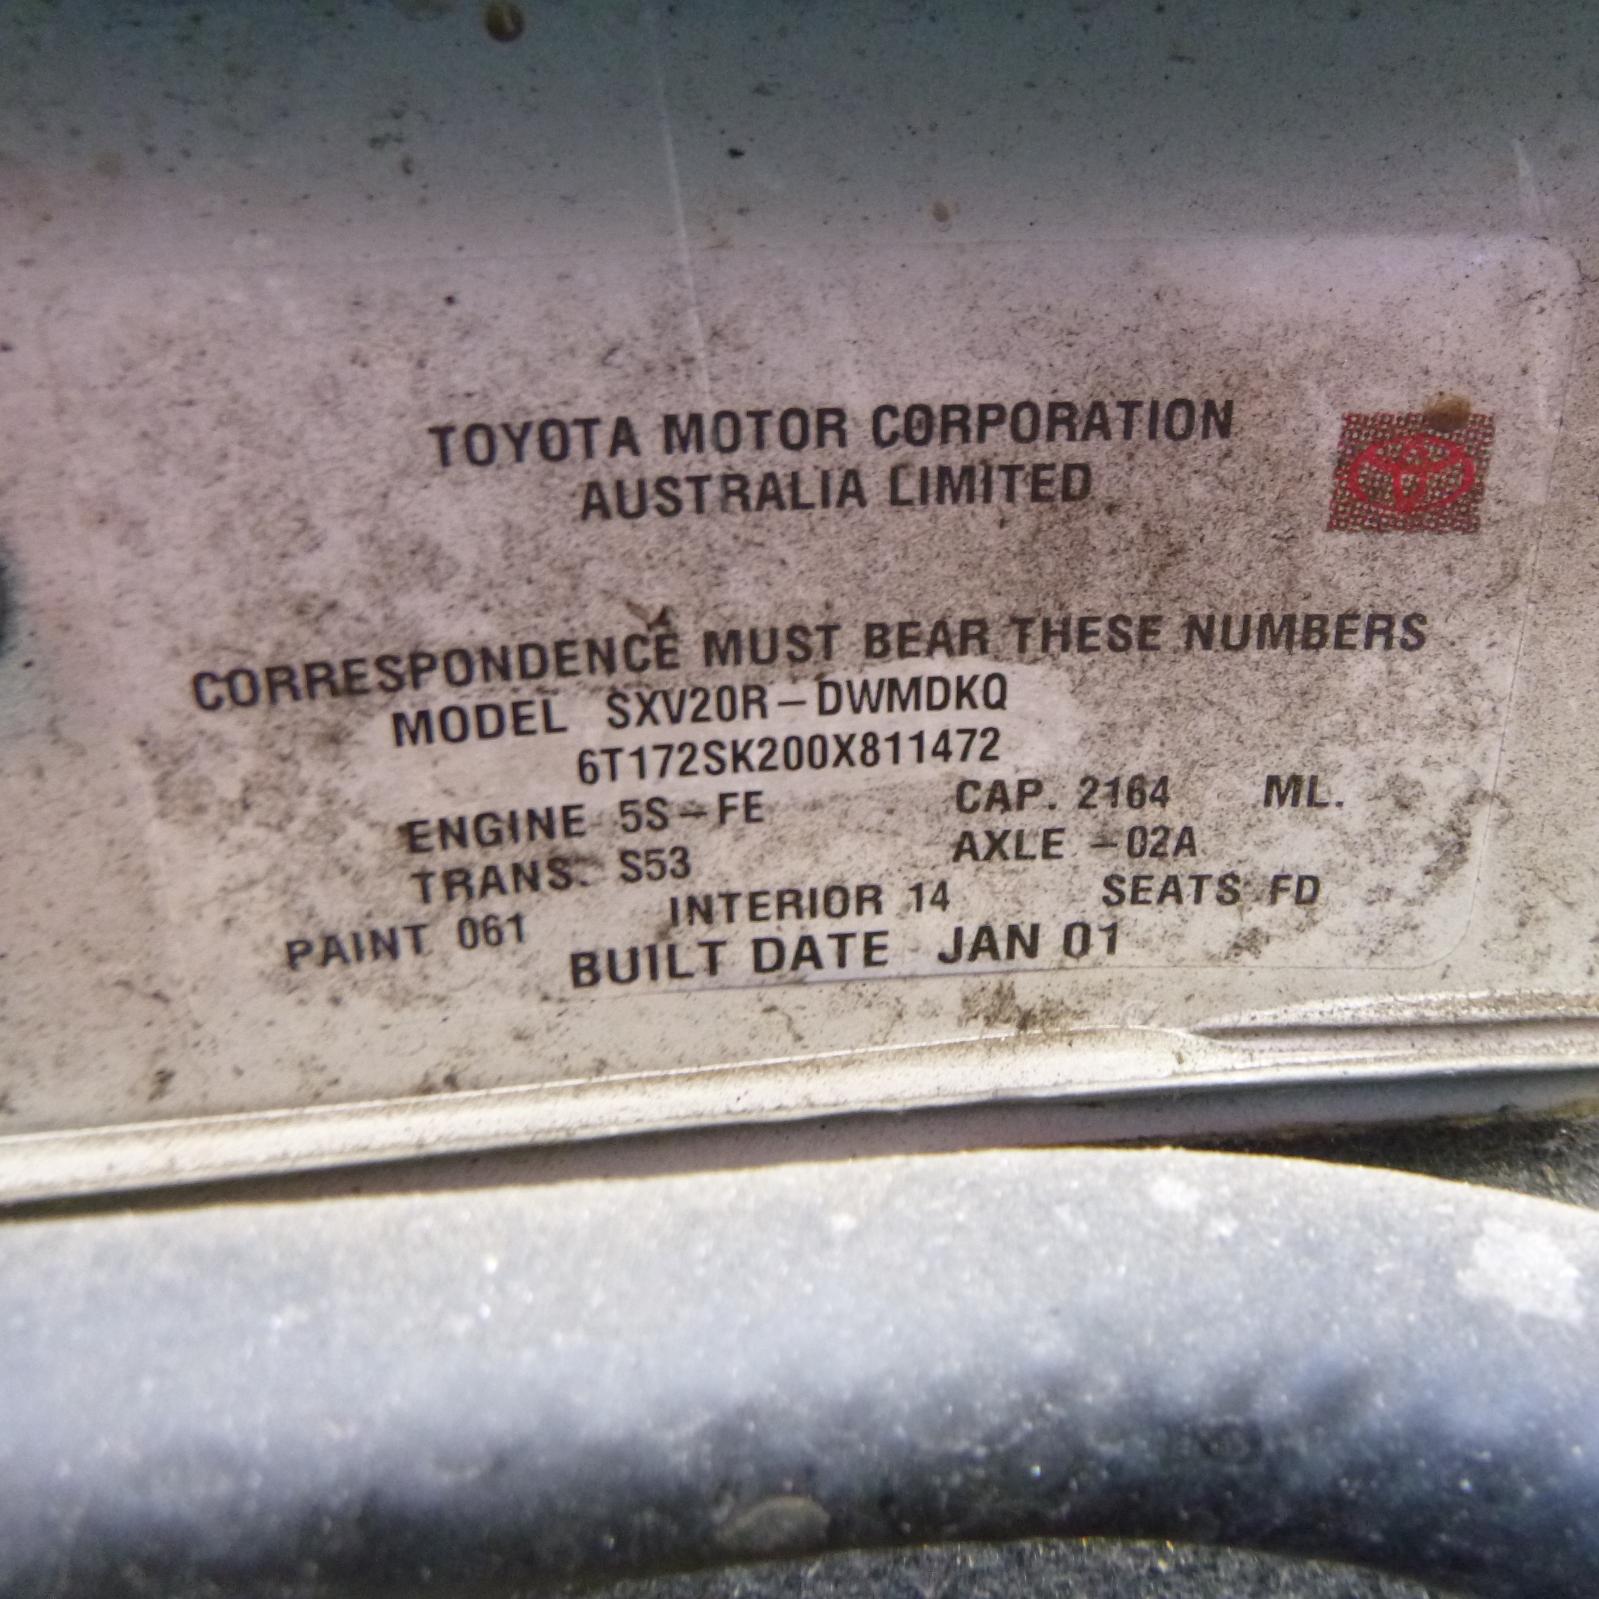 TOYOTA MOTOR CORPORATION
AUSTRALIA LIMITED
CORRESPONDENCE MUST BEAR THESE NUMBERS
MODEL SXV20R-DWMDKQ
6T172SK200X811472
ENGINE 5S-FE CAP. 2164 ML.
TRANS. S53 AXLE -02A
PAINT 061 INTERIOR 14 SEATS FD
BUILT DATE JAN 01